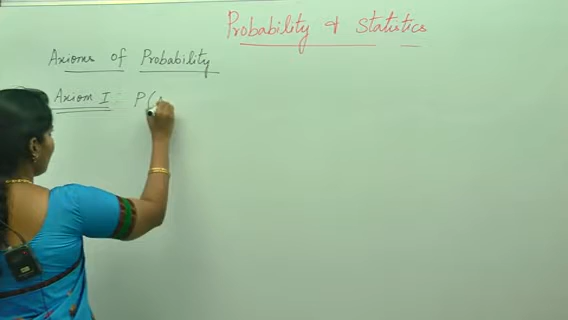 Probability & Statistics
Axioms of Probability
Axiom I : P(